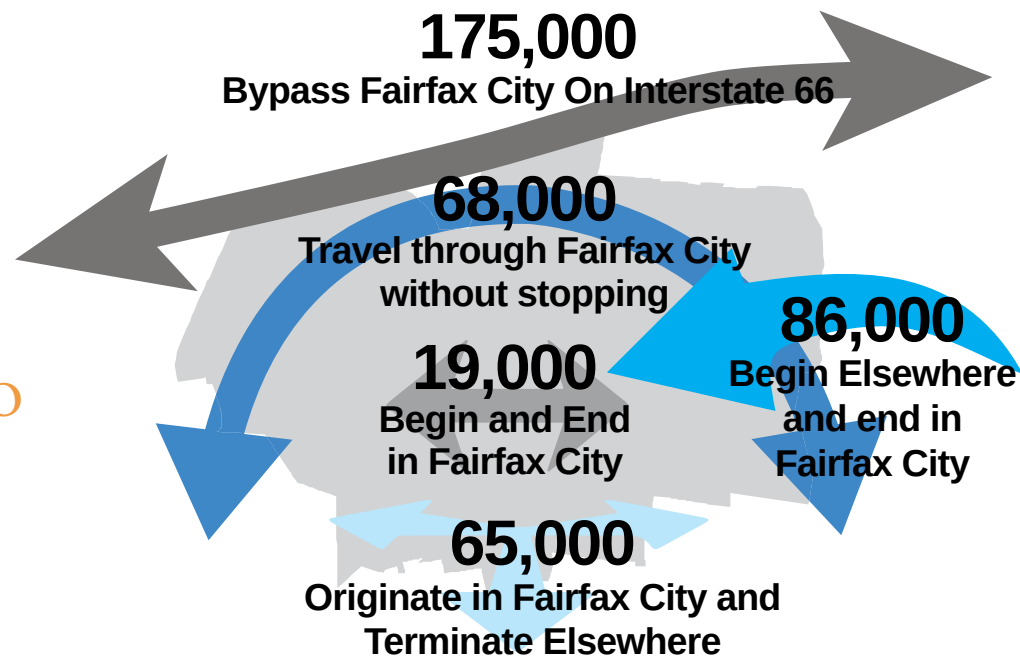 175,000
Bypass Fairfax City On Interstate 66
68,000
Travel through Fairfax City
without stopping
86,000
Begin Elsewhere
and end in
Fairfax City
19,000
Begin and End
in Fairfax City
65,000
Originate in Fairfax City and
Terminate Elsewhere